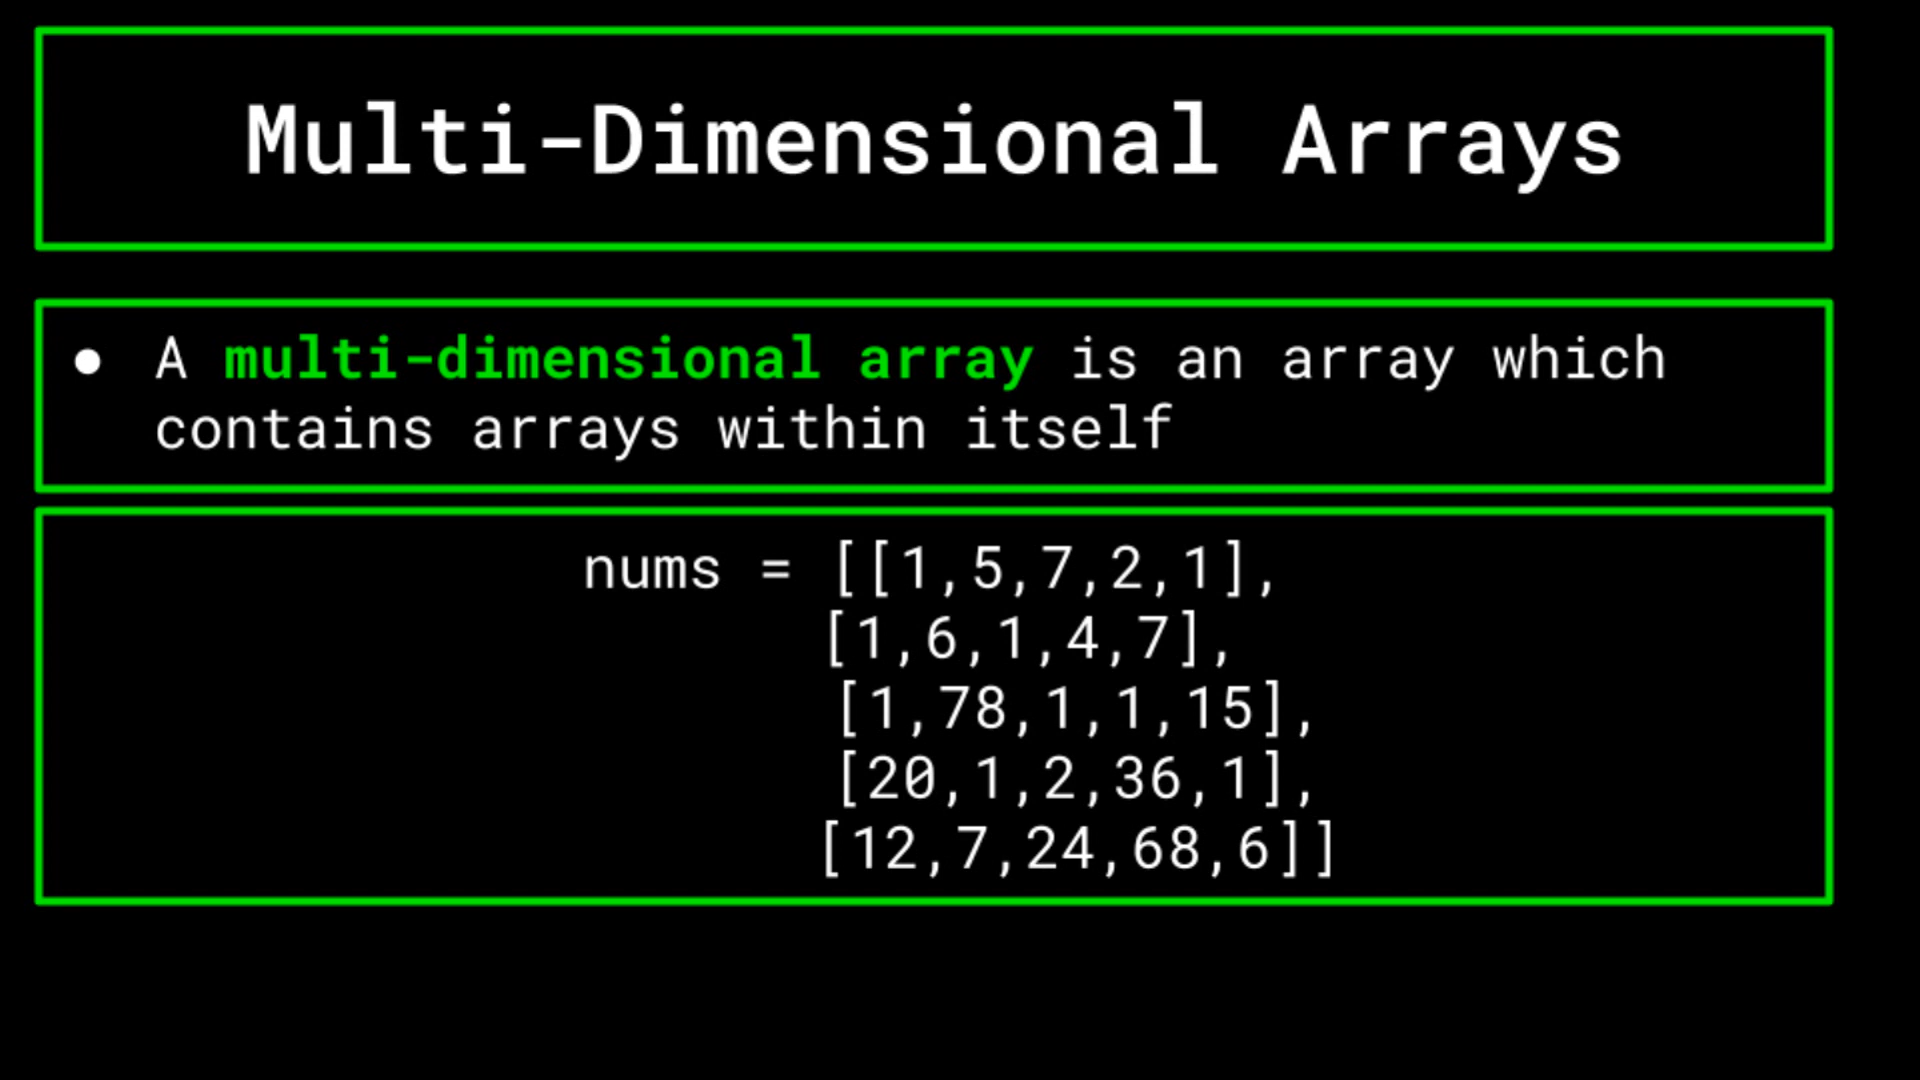 Multi-Dimensional Arrays
● A multi-dimensional array is an array which
contains arrays within itself
nums = [[1,5,7,2,1],
[1,6,1,4,7],
[1,78,1,1,15],
[20,1,2,36,1],
[12,7,24,68,6]]